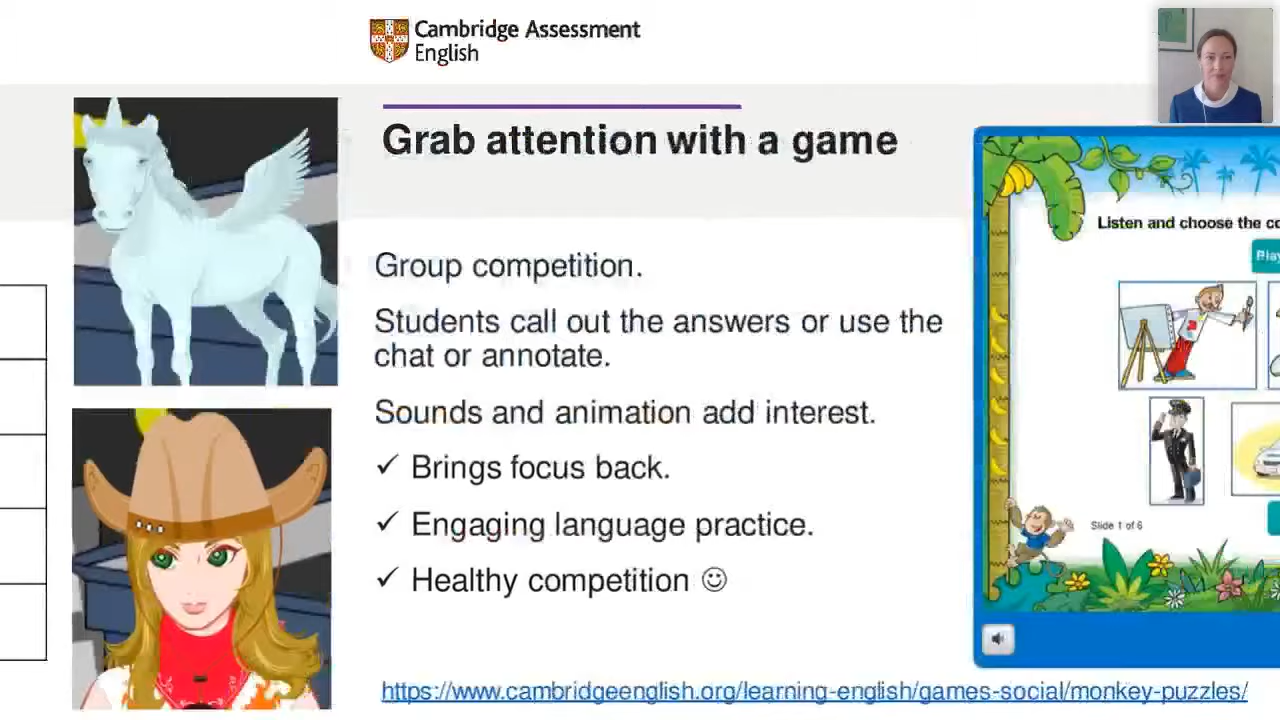 Cambridge Assessment
English
Grab attention with a game
Group competition.
Students call out the answers or use the
chat or annotate.
Sounds and animation add interest.
✓ Brings focus back.
✓ Engaging language practice.
✓ Healthy competition ☺
https://www.cambridgeenglish.org/learning-english/games-social/monkey-puzzles/
Listen and choose the co
Play
Slide 1 of 6